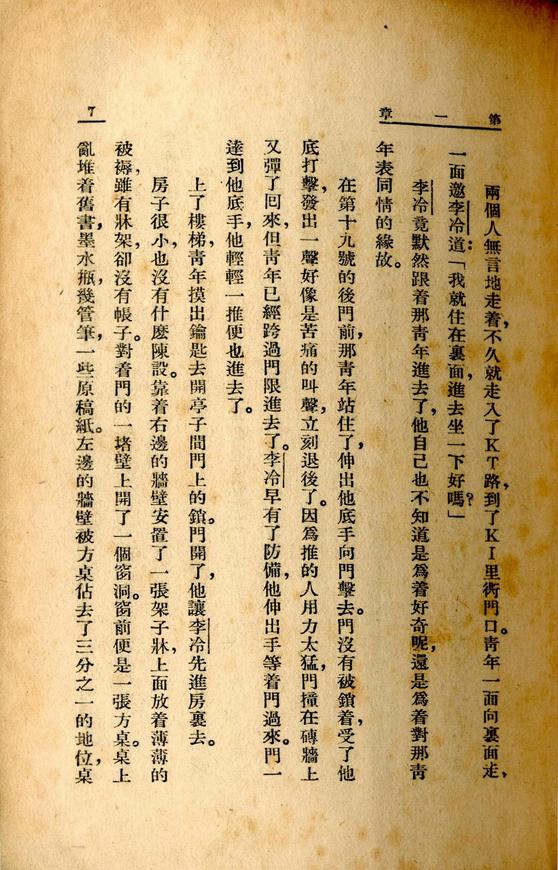 第一章
兩個人無言地走着，不久就走入了KT路，到了KI里衖門口。青年一面向裏面走，
一面邀李冷道：「我就住在裏面，進去坐一下好嗎？」
李冷竟默然跟着那青年進去了，他自己也不知道是爲着好奇呢，還是爲着對那青
年表同情的緣故。
在第十九號的後門前，那青年站住了，伸出他底手向門擊去。門沒有被鎖着，受了他
底打擊，發出一聲好像是苦痛的叫聲，立刻退後了。因爲推的人用力太猛，門撞在磚牆上
又彈了回來，但青年已經跨過門限進去了。李冷早有了防備，他伸出手等着門過來。門一
達到他底手，他輕輕一推便也進去了。
上了樓梯，青年摸出鑰匙去開亭子間門上的鎖。門開了，他讓李冷先進房裏去。
房子很小，也沒有什麽陳設。靠着右邊的牆壁安置了一張架子牀，上面放着薄薄的
被褥，雖有牀架，卻沒有帳子。對着門的一堵壁上開了一個窗洞。窗前便是一張方桌。桌上
亂堆着舊書，墨水瓶，幾管筆，一些原稿紙。左邊的牆壁被方桌佔去了三分之一的地位，桌
7